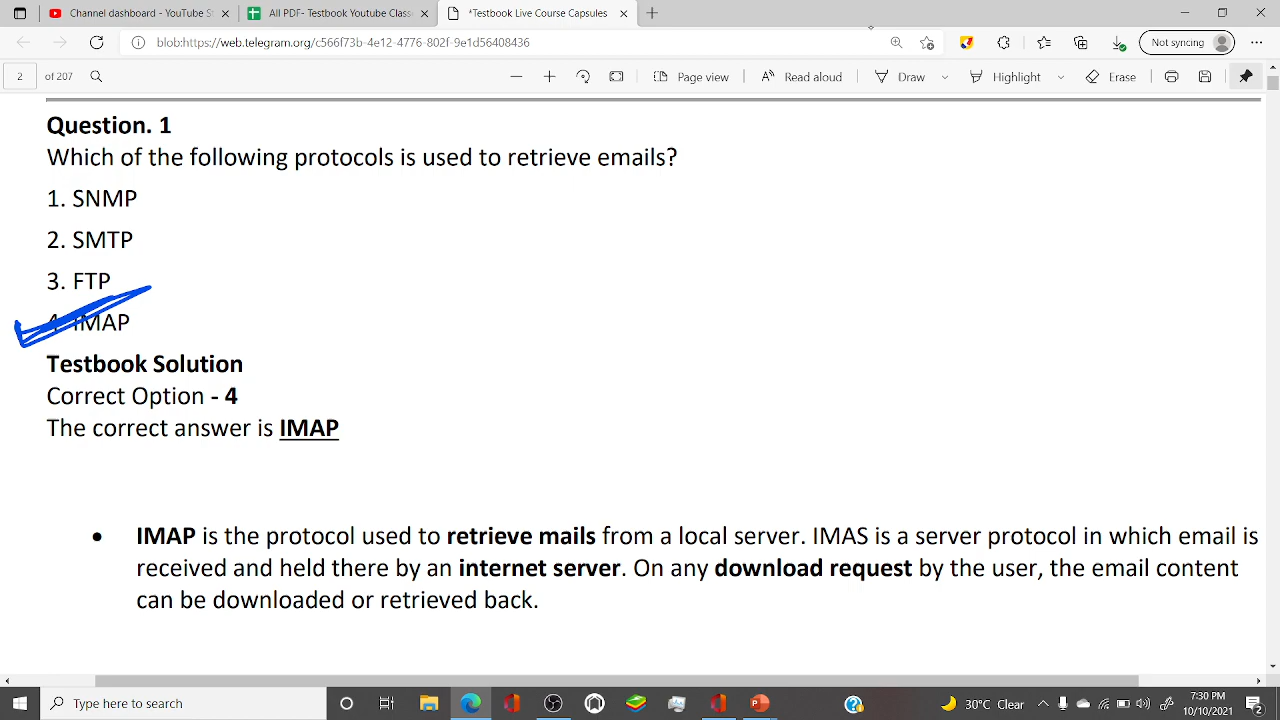 Channel dashboard - YouTube S
All PDF- Testbook Youtube Class
*Testbook Live Course Capsules
blob:https://web.telegram.org/c566f73b-4e12-4776-802f-9e1d56408436
Not syncing
2 of 207
Page view
Read aloud
Draw
Highlight
Erase
Question. 1
Which of the following protocols is used to retrieve emails?
1. SNMP
2. SMTP
3. FTP
4. IMAP
Testbook Solution
Correct Option - 4
The correct answer is IMAP
• IMAP is the protocol used to retrieve mails from a local server. IMAS is a server protocol in which email is
received and held there by an internet server. On any download request by the user, the email content
can be downloaded or retrieved back.
Type here to search
30°C Clear
7:30 PM
10/10/2021
2